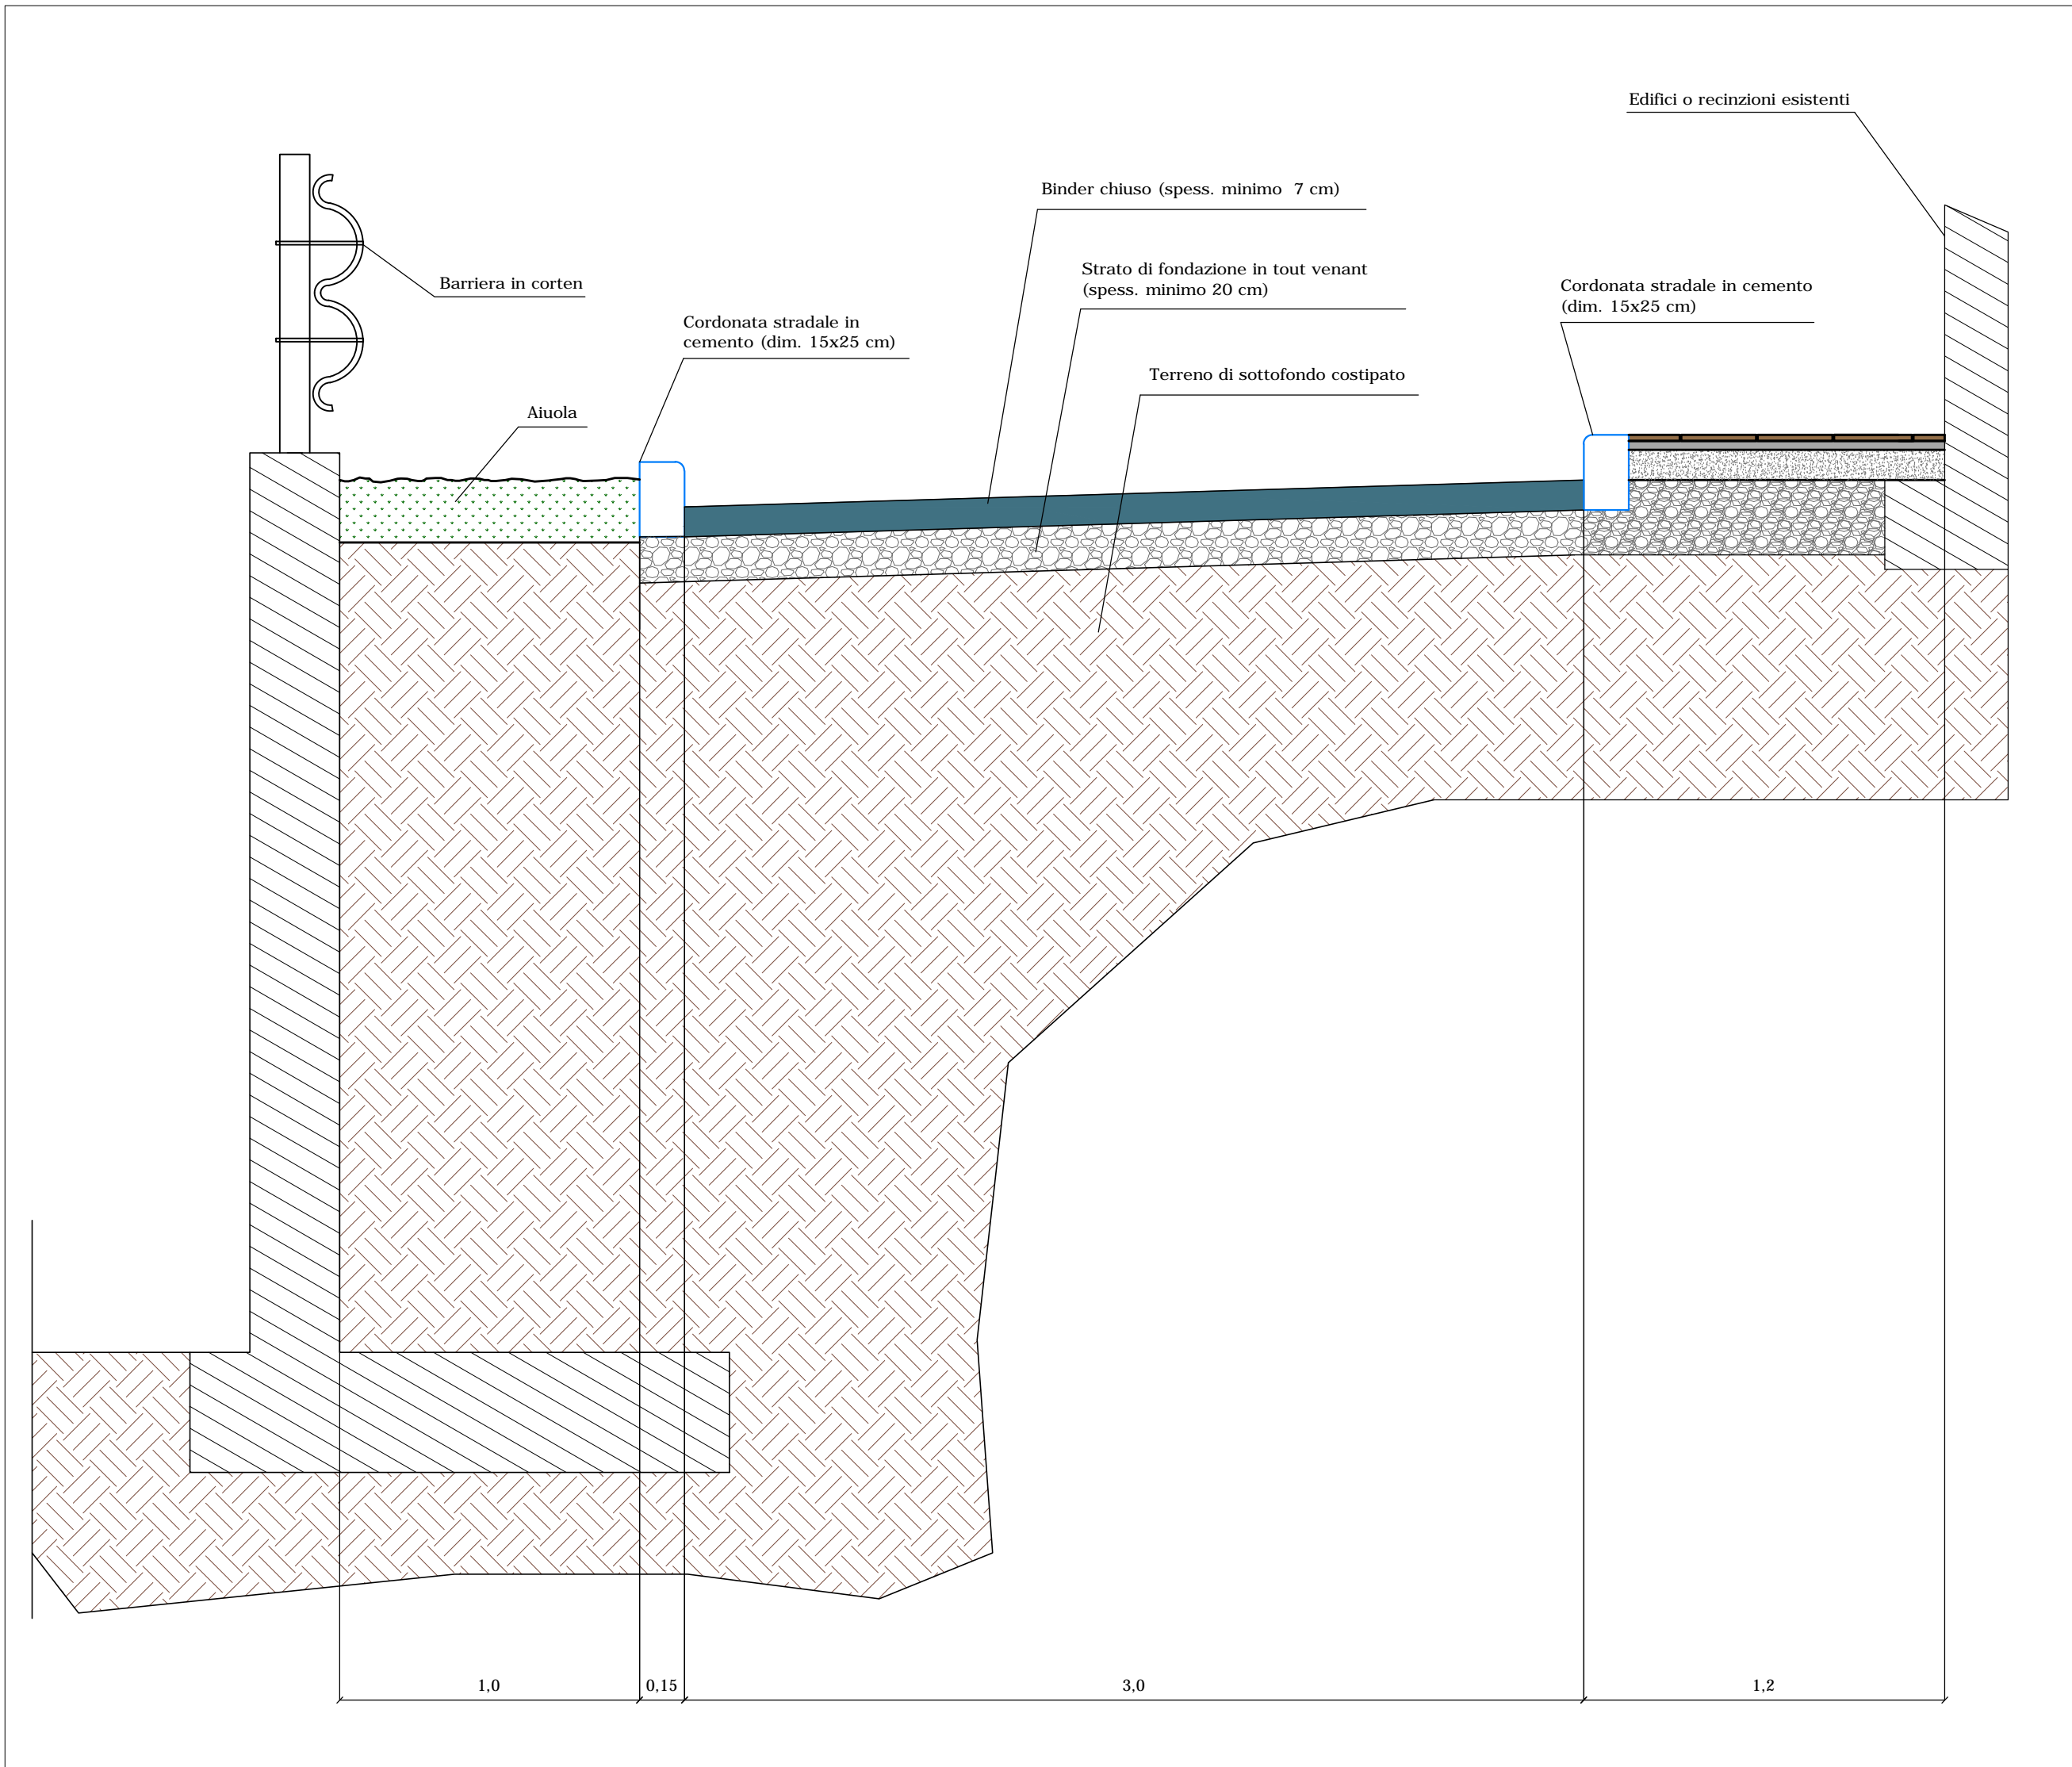 Edifici o recinzioni esistenti
Binder chiuso (spess. minimo  7 cm)
Strato di fondazione in tout venant
(spess. minimo 20 cm)
Barriera in corten
Cordonata stradale in cemento
(dim. 15x25 cm)
Cordonata stradale in
cemento (dim. 15x25 cm)
Terreno di sottofondo costipato
Aiuola
1,0
0,15
3,0
1,2